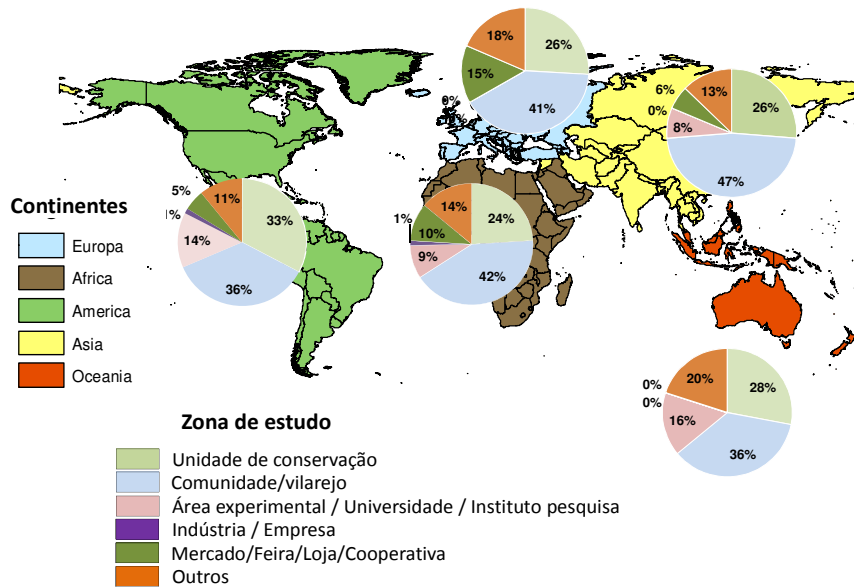 18%
26%
15%
41%
0%
6%
13%
0%
26%
8%
47%
5%
11%
33%
1%
14%
36%
1%
14%
24%
10%
9%
42%
Continentes
Europa
Africa
America
Asia
Oceania
0%
20%
28%
0%
16%
36%
Zona de estudo
Unidade de conservação
Comunidade/vilarejo
Área experimental / Universidade / Instituto pesquisa
Indústria / Empresa
Mercado/Feira/Loja/Cooperativa
Outros